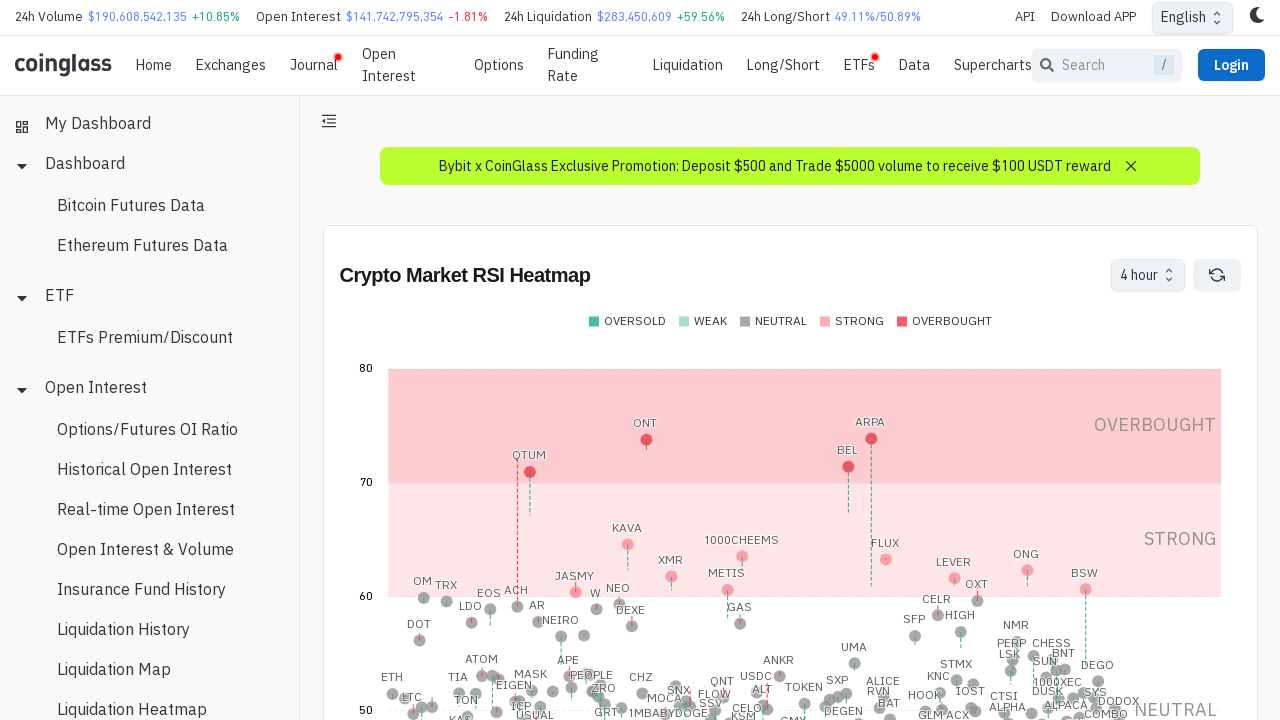 24h Volume $190,608,542,135 +10.85% Open Interest $141,742,795,354 -1.81% 24h Liquidation $283,450,609 +59.56% 24h Long/Short 49.11%/50.89% API Download APP English
coinglass Home Exchanges Journal Open Interest Options Funding Rate Liquidation Long/Short ETFs Data Supercharts Search / Login
My Dashboard
Dashboard
Bitcoin Futures Data
Ethereum Futures Data
ETF
ETFs Premium/Discount
Open Interest
Options/Futures OI Ratio
Historical Open Interest
Real-time Open Interest
Open Interest & Volume
Insurance Fund History
Liquidation History
Liquidation Map
Liquidation Heatmap
Bybit x CoinGlass Exclusive Promotion: Deposit $500 and Trade $5000 volume to receive $100 USDT reward
Crypto Market RSI Heatmap
4 hour
OVERSOLD WEAK NEUTRAL STRONG OVERBOUGHT
80
ONT ARPA
OVERBOUGHT
QTUM BEL
70
KAVA
STRONG
1000CHEEMS FLUX
XMR LEVER ONG
JASMY METIS BSW
OM TRX EOS ACH W NEO OXT
60
LDO AR DEXE GAS CELR
DOT NEIRO SFP HIGH NMR
UMA PERP CHESS
ATOM APE ANKR LSK SUN BNT
STMX DEGO
ETH TIA MASK PEOPLE CHZ QNT USDC TOKEN SXP ALICE KNC 1000XEC
LTC TON EIGEN ZRO MOCA SNX FLOW ALT RVN HOOK IOST CTSI DUSK SYS
ICP GRT SSV BAT ALPHA ALPACA DODOX
50
USUAL 1MBABYDOGE CELO DEGEN GLM ACX COMBO NEUTRAL
KAS KSM GMX